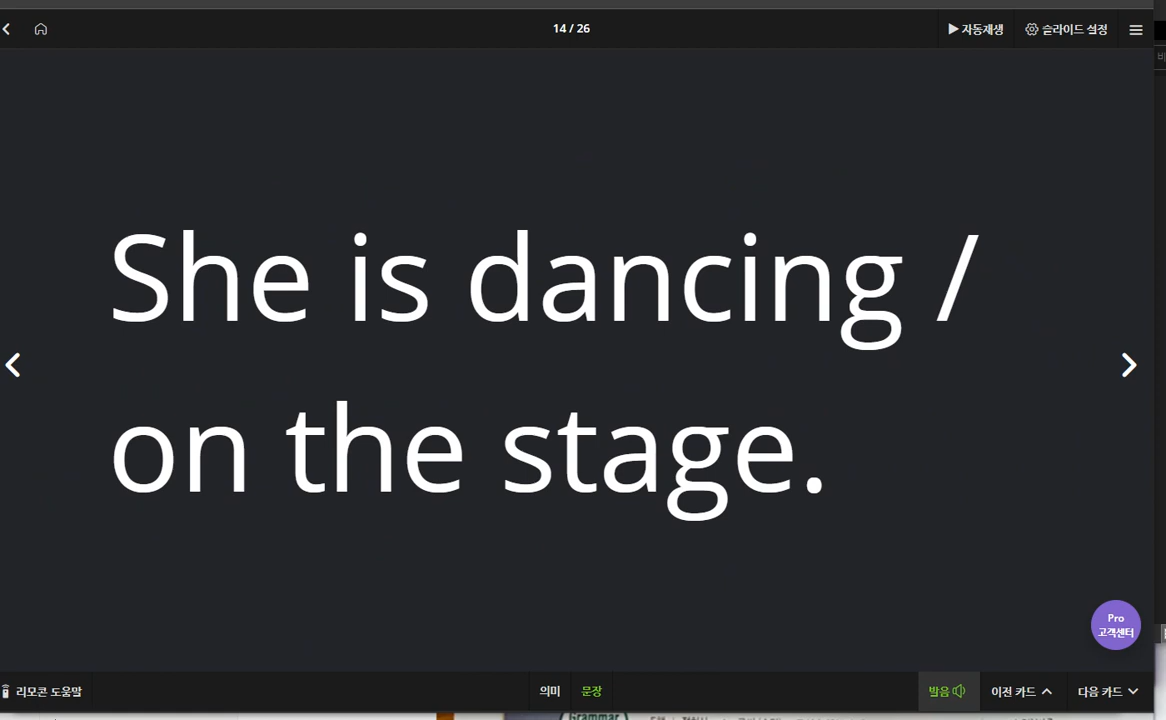 14 / 26
자동재생
슬라이드 설정
She is dancing /
on the stage.
Pro
고객센터
리모콘 도움말
의미
문장
발음
이전 카드
다음 카드
Grammar